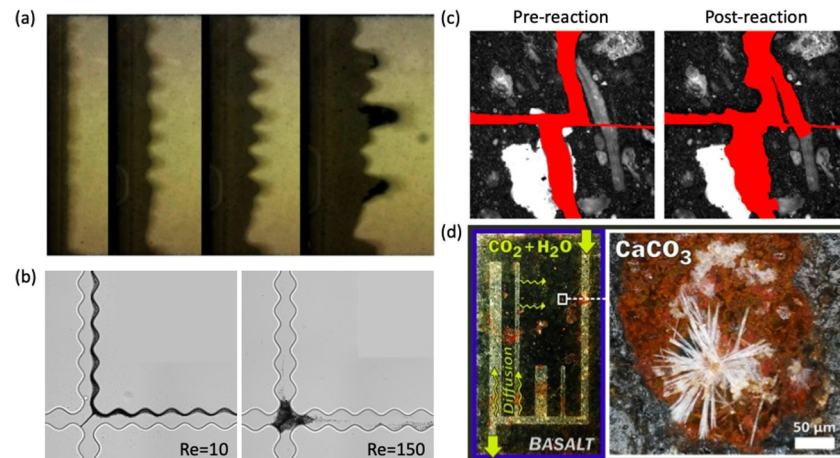 (a)
(b)
Re=10
Re=150
(c)
Pre-reaction
Post-reaction
(d)
CO₂+H₂O
Diffusion
BASALT
CaCO₃
50 µm